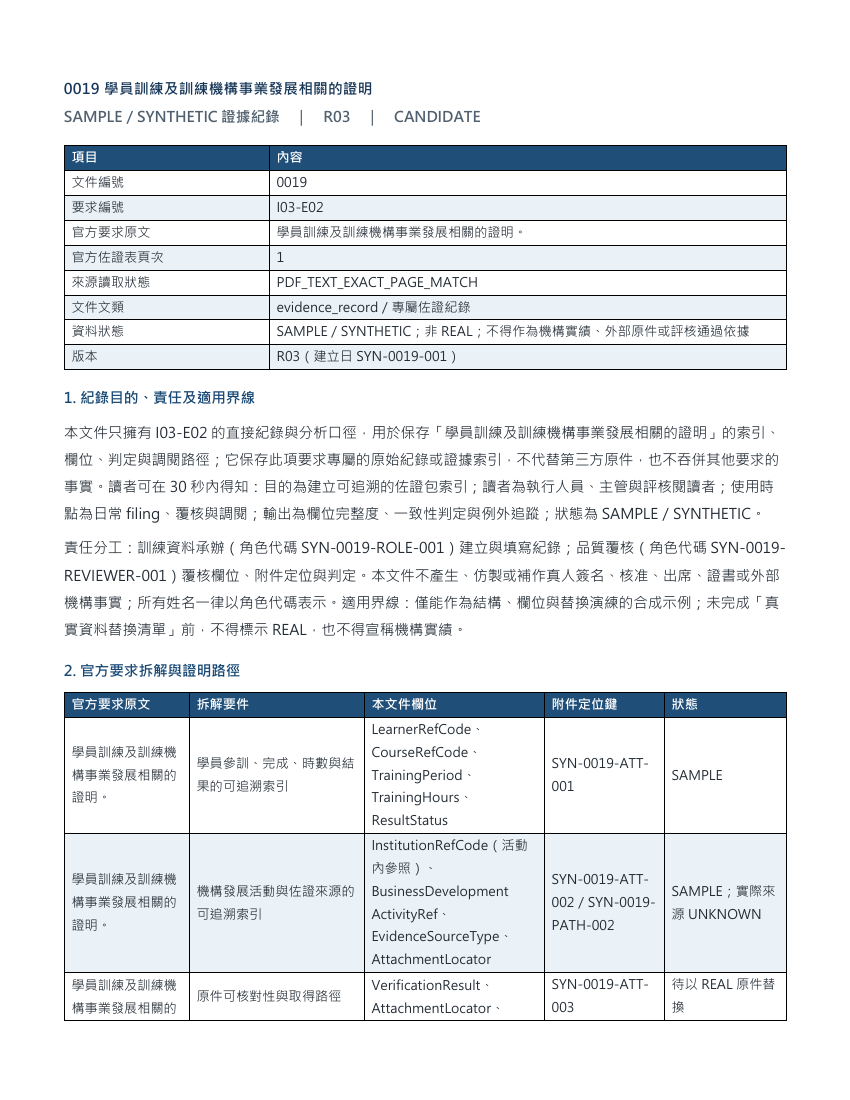 0019 學員訓練及訓練機構事業發展相關的證明
SAMPLE / SYNTHETIC 證據紀錄 | R03 | CANDIDATE
項目 內容
文件編號 0019
要求編號 I03-E02
官方要求原文 學員訓練及訓練機構事業發展相關的證明。
官方佐證表頁次 1
來源讀取狀態 PDF_TEXT_EXACT_PAGE_MATCH
文件文類 evidence_record / 專屬佐證紀錄
資料狀態 SAMPLE / SYNTHETIC；非 REAL；不得作為機構實績、外部原件或評核通過依據
版本 R03（建立日 SYN-0019-001）
1. 紀錄目的、責任及適用界線
本文件只擁有 I03-E02 的直接紀錄與分析口徑，用於保存「學員訓練及訓練機構事業發展相關的證明」的索引、
欄位、判定與調閱路徑；它保存此項要求專屬的原始紀錄或證據索引，不代替第三方原件，也不吞併其他要求的
事實。讀者可在 30 秒內得知：目的為建立可追溯的佐證包索引；讀者為執行人員、主管與評核閱讀者；使用時
點為日常 filing、覆核與調閱；輸出為欄位完整度、一致性判定與例外追蹤；狀態為 SAMPLE / SYNTHETIC。
責任分工：訓練資料承辦（角色代碼 SYN-0019-ROLE-001）建立與填寫紀錄；品質覆核（角色代碼 SYN-0019-
REVIEWER-001）覆核欄位、附件定位與判定。本文件不產生、仿製或補作真人簽名、核准、出席、證書或外部
機構事實；所有姓名一律以角色代碼表示。適用界線：僅能作為結構、欄位與替換演練的合成示例；未完成「真
實資料替換清單」前，不得標示 REAL，也不得宣稱機構實績。
2. 官方要求拆解與證明路徑
官方要求原文 拆解要件 本文件欄位 附件定位鍵 狀態
學員訓練及訓練機
構事業發展相關的
證明。
學員參訓、完成、時數與結
果的可追溯索引
LearnerRefCode、
CourseRefCode、
TrainingPeriod、
TrainingHours、
ResultStatus
SYN-0019-ATT-
001
SAMPLE
學員訓練及訓練機
構事業發展相關的
證明。
機構發展活動與佐證來源的
可追溯索引
InstitutionRefCode（活動
內參照）、
BusinessDevelopment
ActivityRef、
EvidenceSourceType、
AttachmentLocator
SYN-0019-ATT-
002 / SYN-0019-
PATH-002
SAMPLE；實際來
源 UNKNOWN
學員訓練及訓練機
構事業發展相關的
原件可核對性與取得路徑
VerificationResult、
AttachmentLocator、
SYN-0019-ATT-
003
待以 REAL 原件替
換